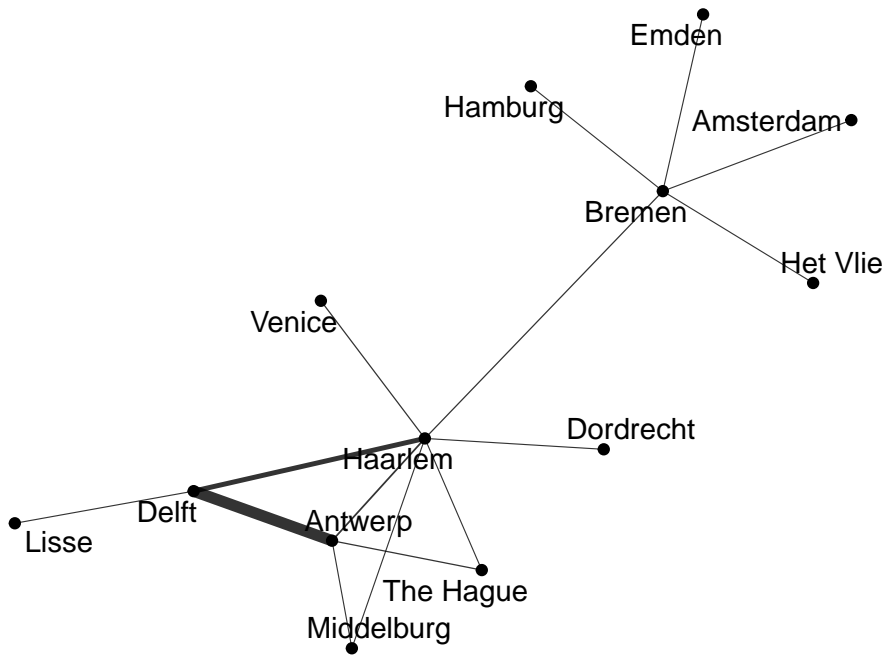 Emden
Hamburg
Amsterdam
Bremen
Het Vlie
Venice
Dordrecht
Haarlem
Delft
Antwerp
Lisse
The Hague
Middelburg